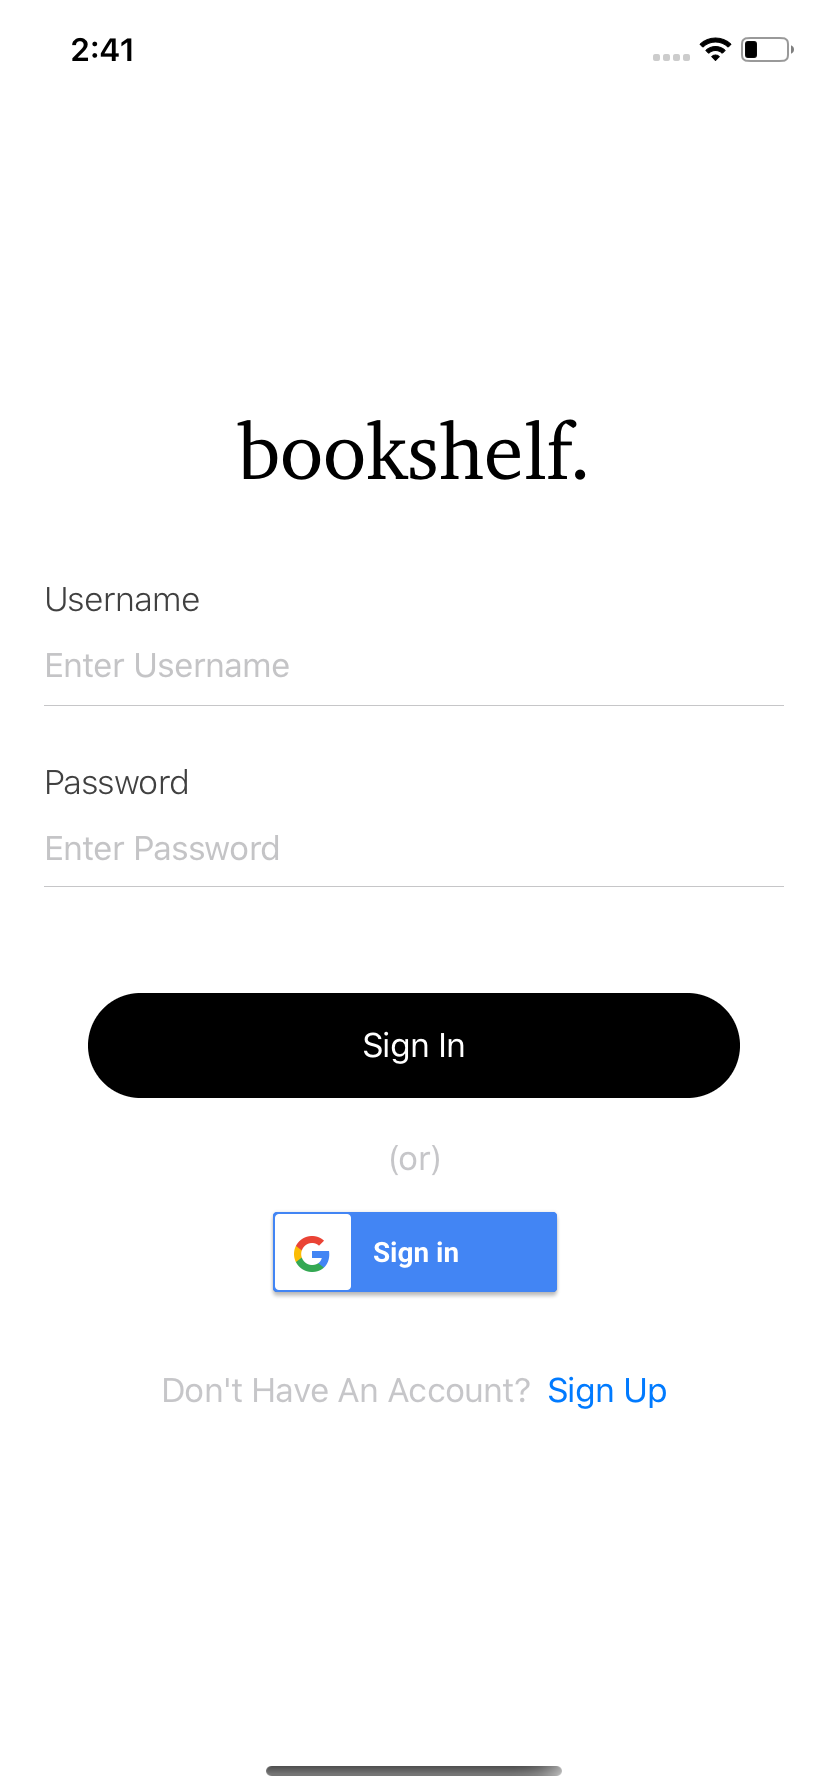 2:41
bookshelf.
Username
Enter Username
Password
Enter Password
Sign In
(or)
Sign in
Don't Have An Account? Sign Up